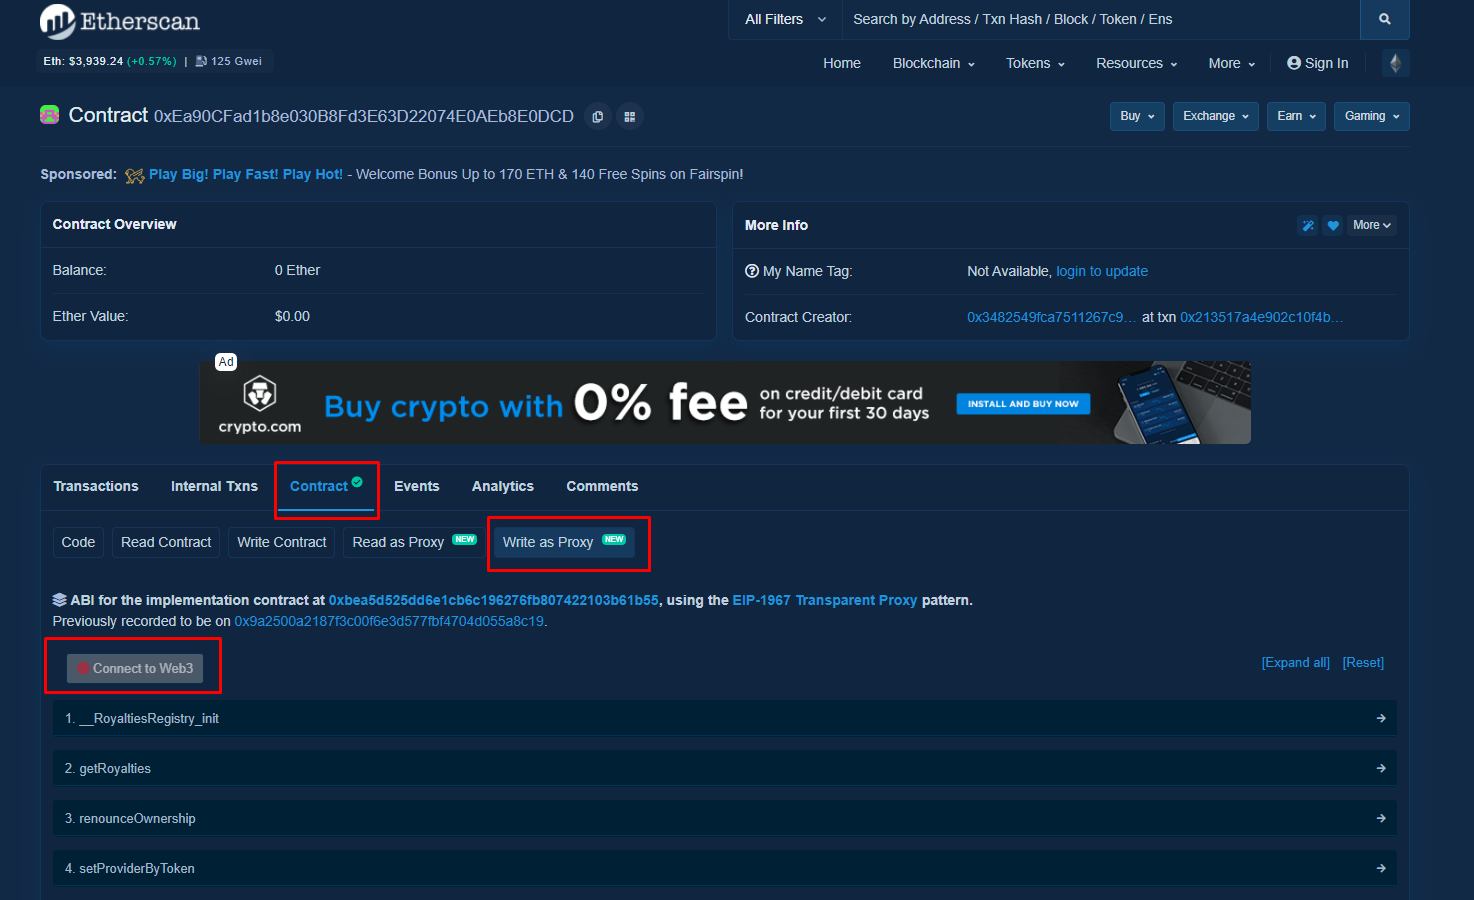 Etherscan
All Filters
Search by Address / Txn Hash / Block / Token / Ens
Eth: $3,939.24 (+0.57%) | 125 Gwei
Home Blockchain Tokens Resources More Sign In
Contract 0xEa90CFad1b8e030B8Fd3E63D22074E0AEb8E0DCD
Buy Exchange Earn Gaming
Sponsored: Play Big! Play Fast! Play Hot! - Welcome Bonus Up to 170 ETH & 140 Free Spins on Fairspin!
Contract Overview
Balance: 0 Ether
Ether Value: $0.00
More Info
More
My Name Tag: Not Available, login to update
Contract Creator: 0x3482549fca7511267c9... at txn 0x213517a4e902c10f4b...
Ad
crypto.com
Buy crypto with 0% fee
on credit/debit card
for your first 30 days
INSTALL AND BUY NOW
Transactions Internal Txns Contract Events Analytics Comments
Code Read Contract Write Contract Read as Proxy NEW Write as Proxy NEW
ABI for the implementation contract at 0xbea5d525dd6e1cb6c196276fb807422103b61b55, using the EIP-1967 Transparent Proxy pattern.
Previously recorded to be on 0x9a2500a2187f3c00f6e3d577fbf4704d055a8c19.
Connect to Web3
[Expand all] [Reset]
1. __RoyaltiesRegistry_init
2. getRoyalties
3. renounceOwnership
4. setProviderByToken